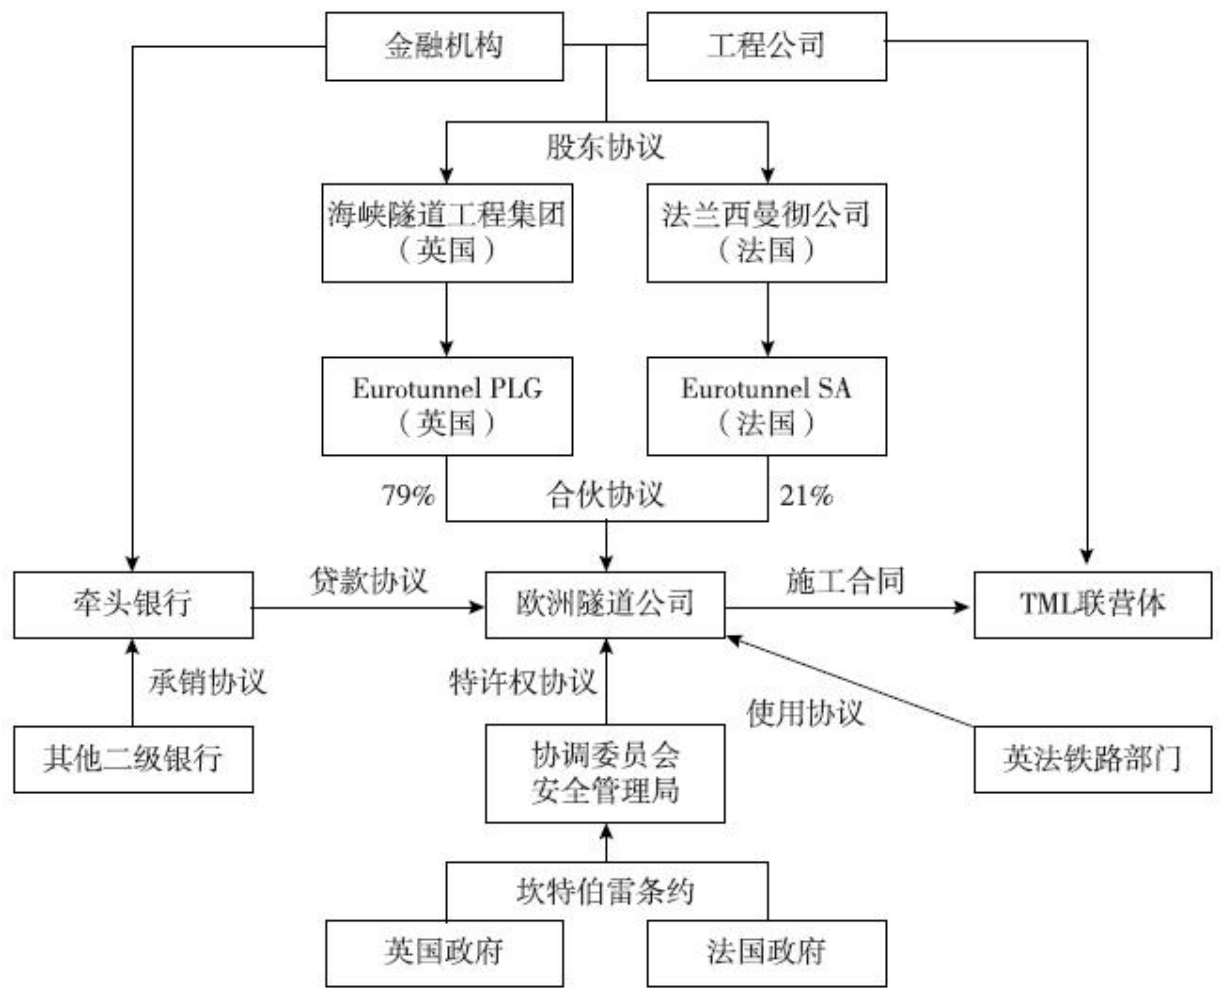 金融机构
工程公司
股东协议
海峡隧道工程集团
（英国）
法兰西曼彻公司
（法国）
Eurotunnel PLG
（英国）
Eurotunnel SA
（法国）
79%
合伙协议
21%
牵头银行
贷款协议
欧洲隧道公司
施工合同
TML联营体
承销协议
特许权协议
使用协议
其他二级银行
协调委员会
安全管理局
英法铁路部门
坎特伯雷条约
英国政府
法国政府